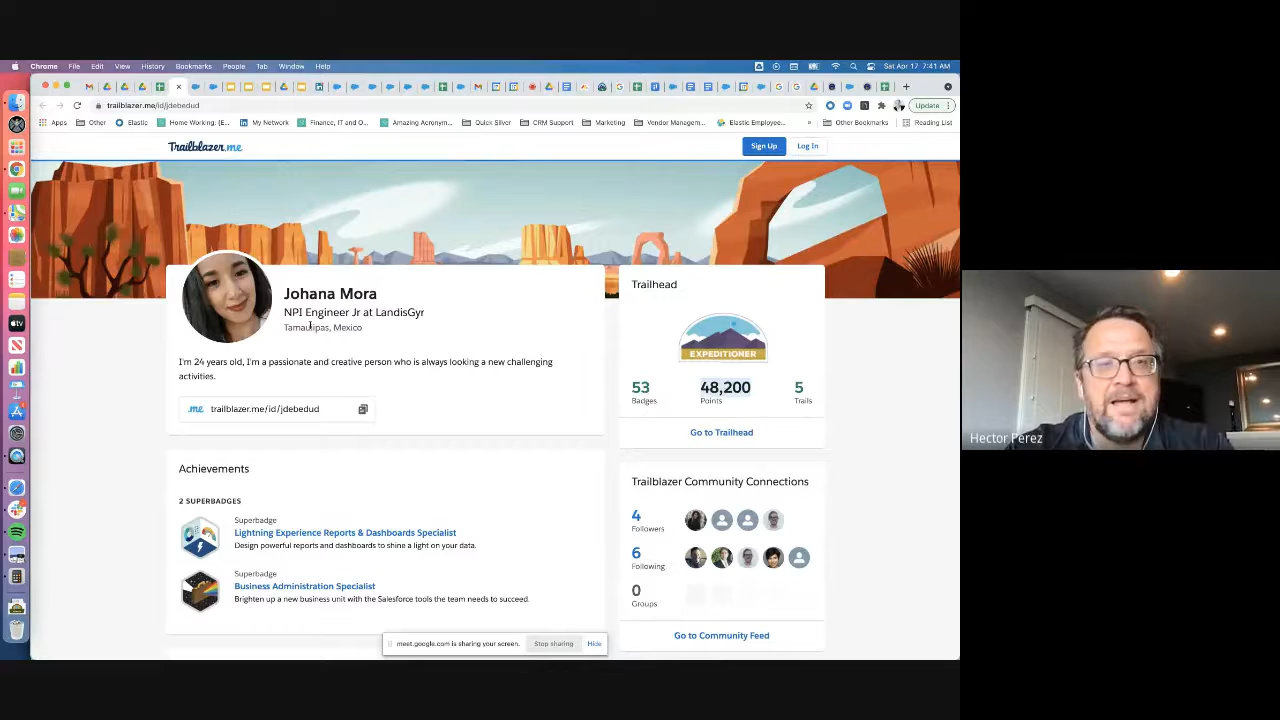 Chrome File Edit View History Bookmarks People Tab Window Help
Sat Apr 17 7:41 AM
trailblazer.me/id/jdebedud
Update
Apps Other Elastic Home Working: (E... My Network Finance, IT and O... Amazing Acronym... Quick Silver CRM Support Marketing Vendor Managem... Elastic Employee... » Other Bookmarks Reading List
Trailblazer.me
Sign Up Log In
Johana Mora
NPI Engineer Jr at LandisGyr
Tamaulipas, Mexico
I'm 24 years old, I'm a passionate and creative person who is always looking a new challenging
activities.
.me trailblazer.me/id/jdebedud
Achievements
2 SUPERBADGES
Superbadge
Lightning Experience Reports & Dashboards Specialist
Design powerful reports and dashboards to shine a light on your data.
Superbadge
Business Administration Specialist
Brighten up a new business unit with the Salesforce tools the team needs to succeed.
Trailhead
EXPEDITIONER
53 48,200 5
Badges Points Trails
Go to Trailhead
Trailblazer Community Connections
4
Followers
6
Following
0
Groups
Go to Community Feed
meet.google.com is sharing your screen. Stop sharing Hide
Hector Perez